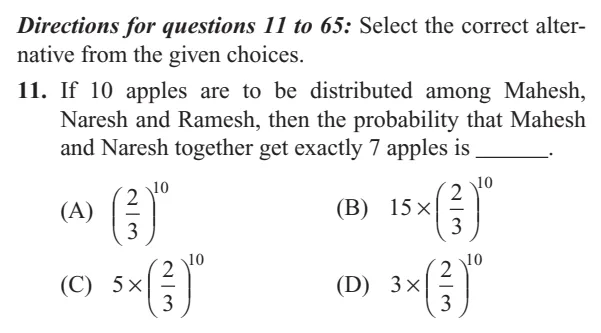 Directions for questions 11 to 65: Select the correct alter-
native from the given choices.
11. If 10 apples are to be distributed among Mahesh,
Naresh and Ramesh, then the probability that Mahesh
and Naresh together get exactly 7 apples is ______.
(A) (2/3)^10 (B) 15 × (2/3)^10
(C) 5 × (2/3)^10 (D) 3 × (2/3)^10